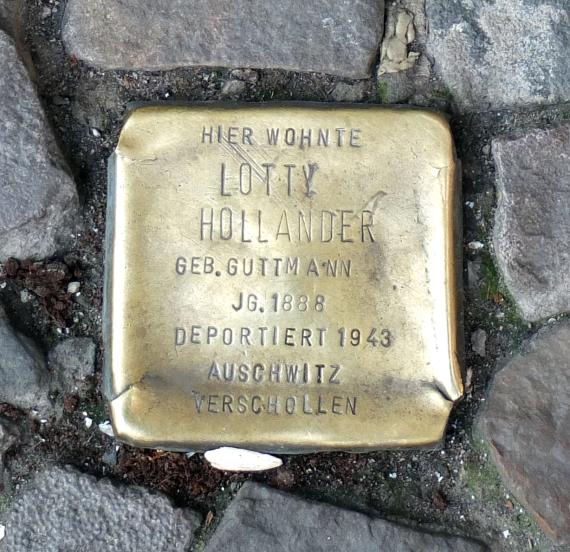 HIER WOHNTE
LOTTY
HOLLANDER
GEB. GUTTMANN
JG. 1888
DEPORTIERT 1943
AUSCHWITZ
VERSCHOLLEN